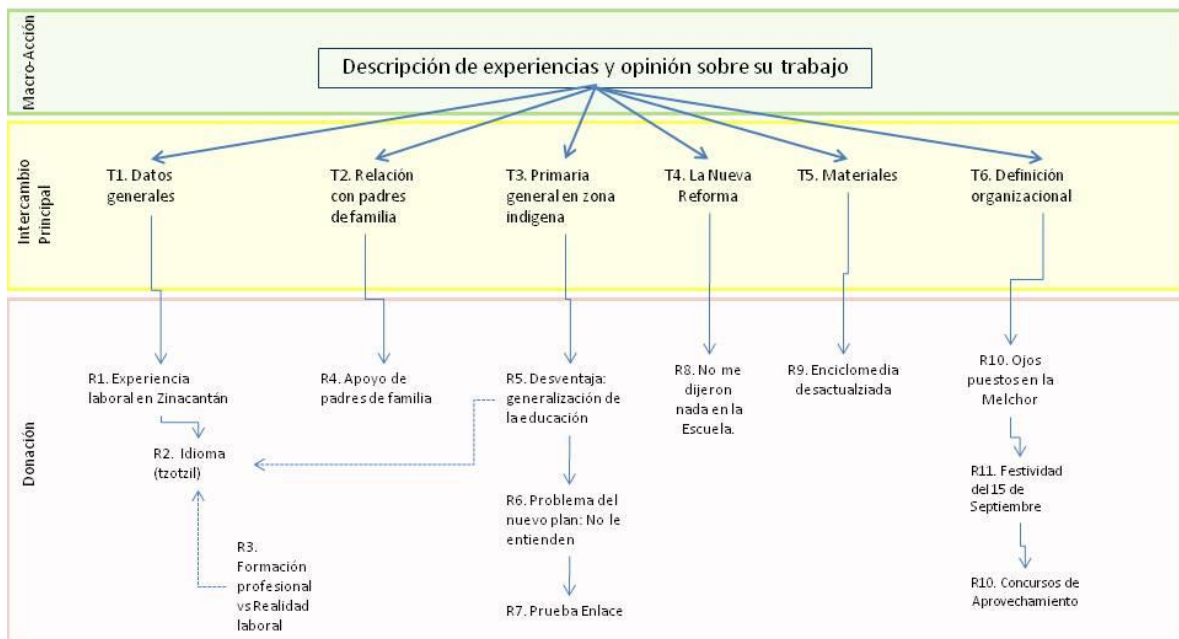 Macro-Acción
Descripción de experiencias y opinión sobre su trabajo
Intercambio
Principal
T1. Datos
generales
T2. Relación
con padres
de familia
T3. Primaria
general en zona
indígena
T4. La Nueva
Reforma
T5. Materiales
T6. Definición
organizacional
Donación
R1. Experiencia
laboral en Zinacantán
R2. Idioma
(tzotzil)
R3.
Formación
profesional
vs Realidad
laboral
R4. Apoyo de
padres de familia
R5. Desventaja:
generalización de
la educación
R6. Problema del
nuevo plan: No le
entienden
R7. Prueba Enlace
R8. No me
dijeron
nada en la
Escuela.
R9. Enciclomedia
desactualziada
R10. Ojos
puestos en la
Melchor
R11. Festividad
del 15 de
Septiembre
R10. Concursos de
Aprovechamiento